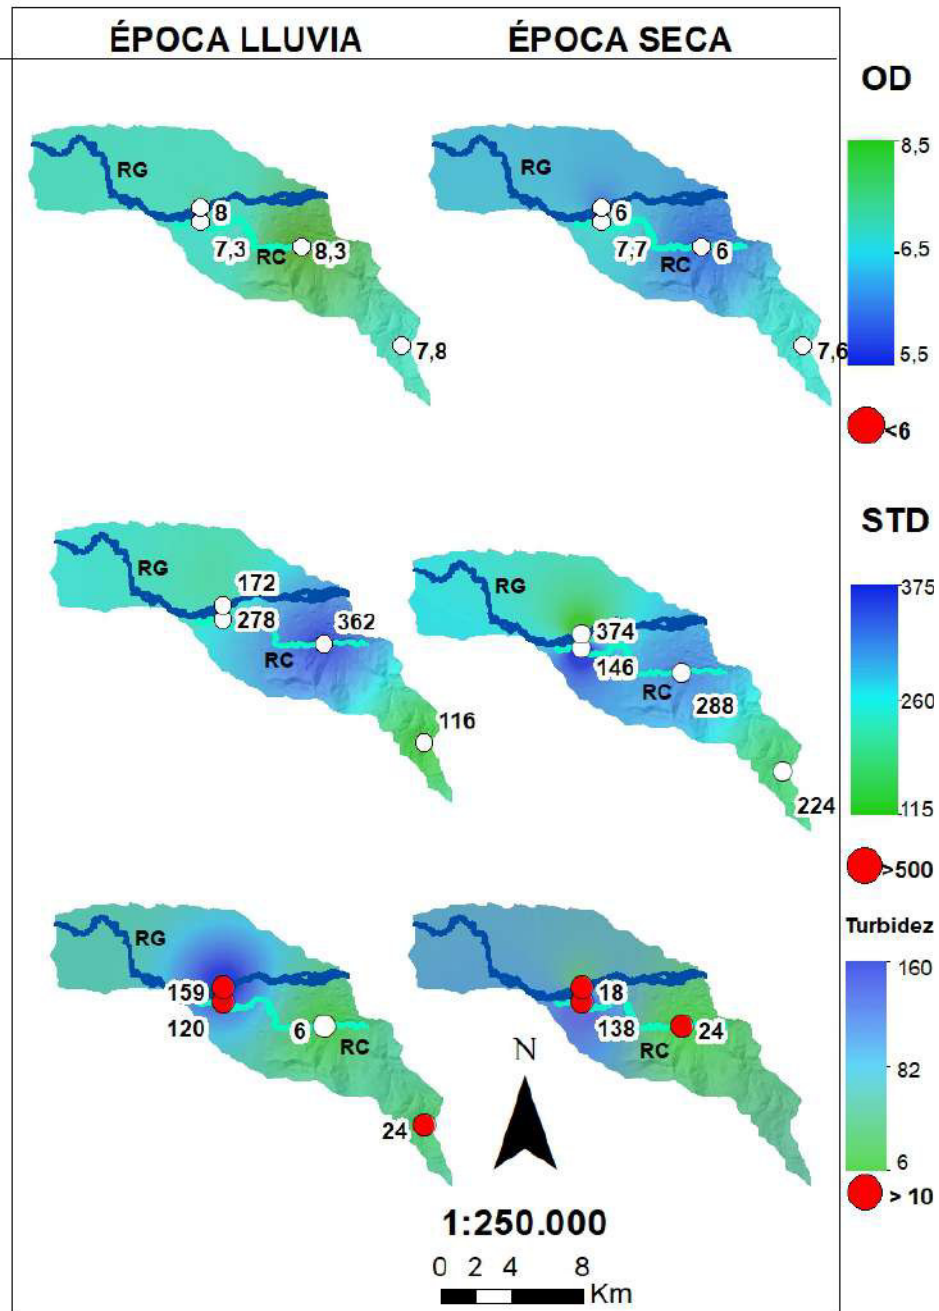 ÉPOCA LLUVIA
ÉPOCA SECA
OD
RG
8
7,3
RC
8,3
7,8
RG
6
7,7
RC
6
7,6
8,5
6,5
5,5
<6
STD
RG
172
278
362
RC
116
RG
374
146
RC
288
224
375
260
115
>500
Turbidez
RG
159
120
6
RC
24
RG
18
138
24
RC
160
82
6
> 10
N
1:250.000
0 2 4 8
Km